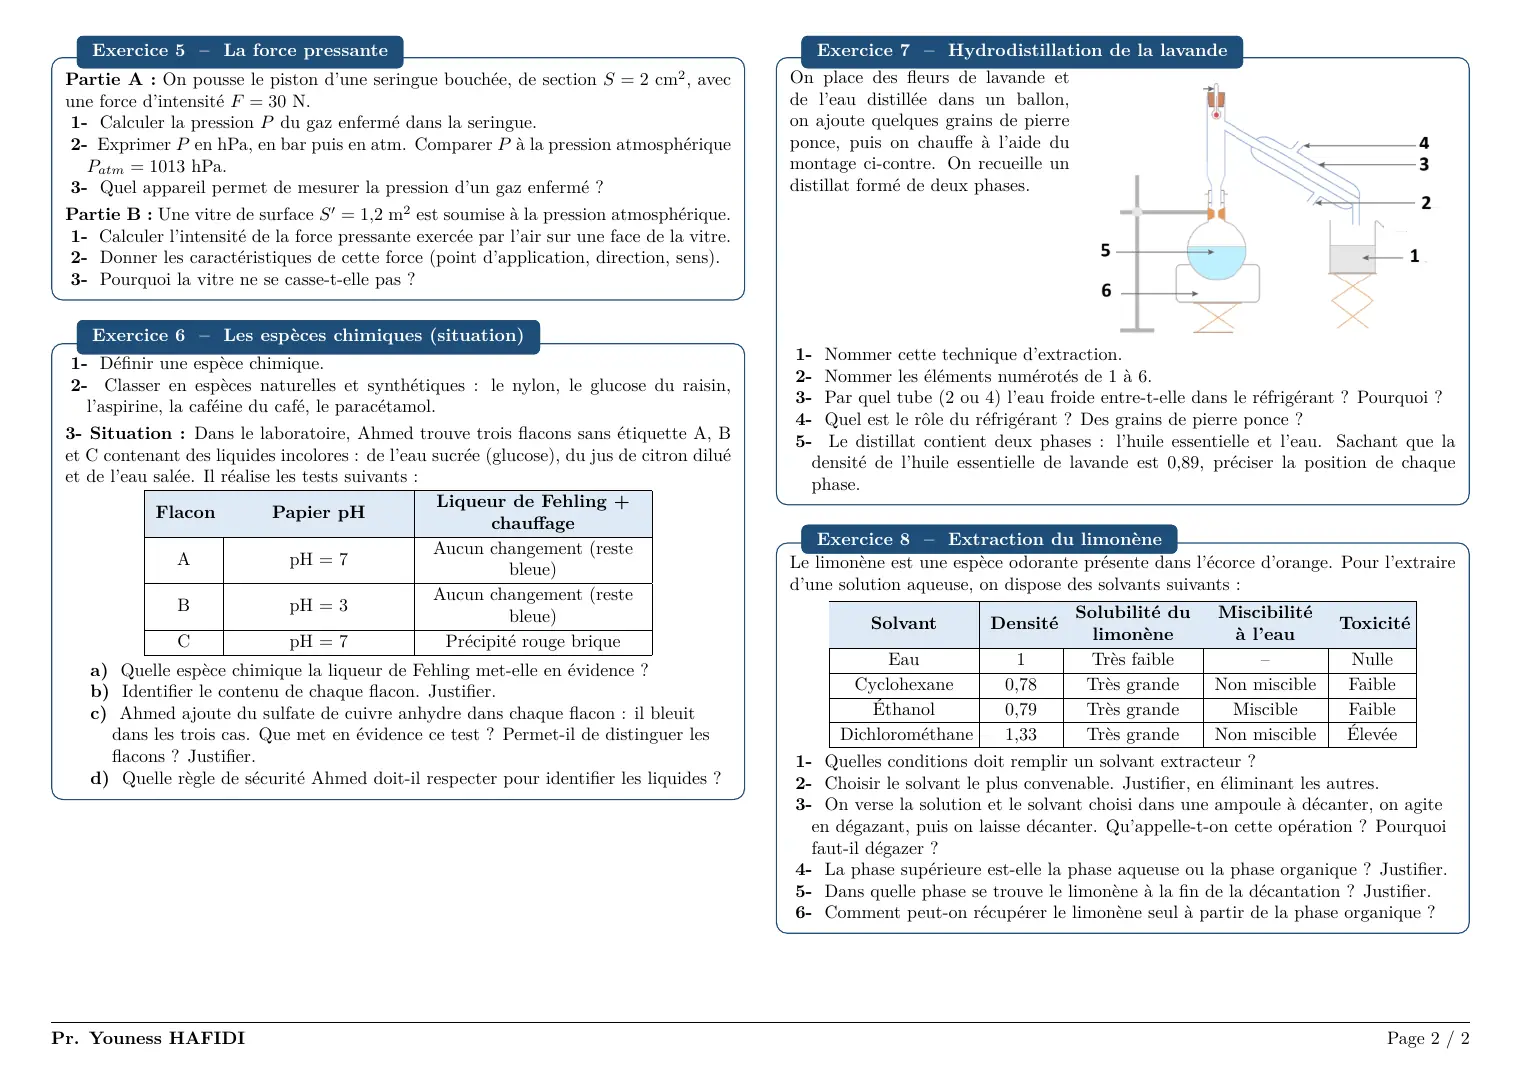 Exercice 5 – La force pressante
Partie A : On pousse le piston d'une seringue bouchée, de section S = 2 cm², avec
une force d'intensité F = 30 N.
1- Calculer la pression P du gaz enfermé dans la seringue.
2- Exprimer P en hPa, en bar puis en atm. Comparer P à la pression atmosphérique
Patm = 1013 hPa.
3- Quel appareil permet de mesurer la pression d'un gaz enfermé ?
Partie B : Une vitre de surface S′ = 1,2 m² est soumise à la pression atmosphérique.
1- Calculer l'intensité de la force pressante exercée par l'air sur une face de la vitre.
2- Donner les caractéristiques de cette force (point d'application, direction, sens).
3- Pourquoi la vitre ne se casse-t-elle pas ?
Exercice 6 – Les espèces chimiques (situation)
1- Définir une espèce chimique.
2- Classer en espèces naturelles et synthétiques : le nylon, le glucose du raisin,
l'aspirine, la caféine du café, le paracétamol.
3- Situation : Dans le laboratoire, Ahmed trouve trois flacons sans étiquette A, B
et C contenant des liquides incolores : de l'eau sucrée (glucose), du jus de citron dilué
et de l'eau salée. Il réalise les tests suivants :
Flacon Papier pH Liqueur de Fehling +
chauffage
A pH = 7 Aucun changement (reste
bleue)
B pH = 3 Aucun changement (reste
bleue)
C pH = 7 Précipité rouge brique
a) Quelle espèce chimique la liqueur de Fehling met-elle en évidence ?
b) Identifier le contenu de chaque flacon. Justifier.
c) Ahmed ajoute du sulfate de cuivre anhydre dans chaque flacon : il bleuit
dans les trois cas. Que met en évidence ce test ? Permet-il de distinguer les
flacons ? Justifier.
d) Quelle règle de sécurité Ahmed doit-il respecter pour identifier les liquides ?
Exercice 7 – Hydrodistillation de la lavande
On place des fleurs de lavande et
de l'eau distillée dans un ballon,
on ajoute quelques grains de pierre
ponce, puis on chauffe à l'aide du
montage ci-contre. On recueille un
distillat formé de deux phases.
4
3
2
5
1
6
1- Nommer cette technique d'extraction.
2- Nommer les éléments numérotés de 1 à 6.
3- Par quel tube (2 ou 4) l'eau froide entre-t-elle dans le réfrigérant ? Pourquoi ?
4- Quel est le rôle du réfrigérant ? Des grains de pierre ponce ?
5- Le distillat contient deux phases : l'huile essentielle et l'eau. Sachant que la
densité de l'huile essentielle de lavande est 0,89, préciser la position de chaque
phase.
Exercice 8 – Extraction du limonène
Le limonène est une espèce odorante présente dans l'écorce d'orange. Pour l'extraire
d'une solution aqueuse, on dispose des solvants suivants :
Solvant Densité Solubilité du Miscibilité Toxicité
limonène à l'eau
Eau 1 Très faible – Nulle
Cyclohexane 0,78 Très grande Non miscible Faible
Éthanol 0,79 Très grande Miscible Faible
Dichlorométhane 1,33 Très grande Non miscible Élevée
1- Quelles conditions doit remplir un solvant extracteur ?
2- Choisir le solvant le plus convenable. Justifier, en éliminant les autres.
3- On verse la solution et le solvant choisi dans une ampoule à décanter, on agite
en dégazant, puis on laisse décanter. Qu'appelle-t-on cette opération ? Pourquoi
faut-il dégazer ?
4- La phase supérieure est-elle la phase aqueuse ou la phase organique ? Justifier.
5- Dans quelle phase se trouve le limonène à la fin de la décantation ? Justifier.
6- Comment peut-on récupérer le limonène seul à partir de la phase organique ?
Pr. Youness HAFIDI
Page 2 / 2